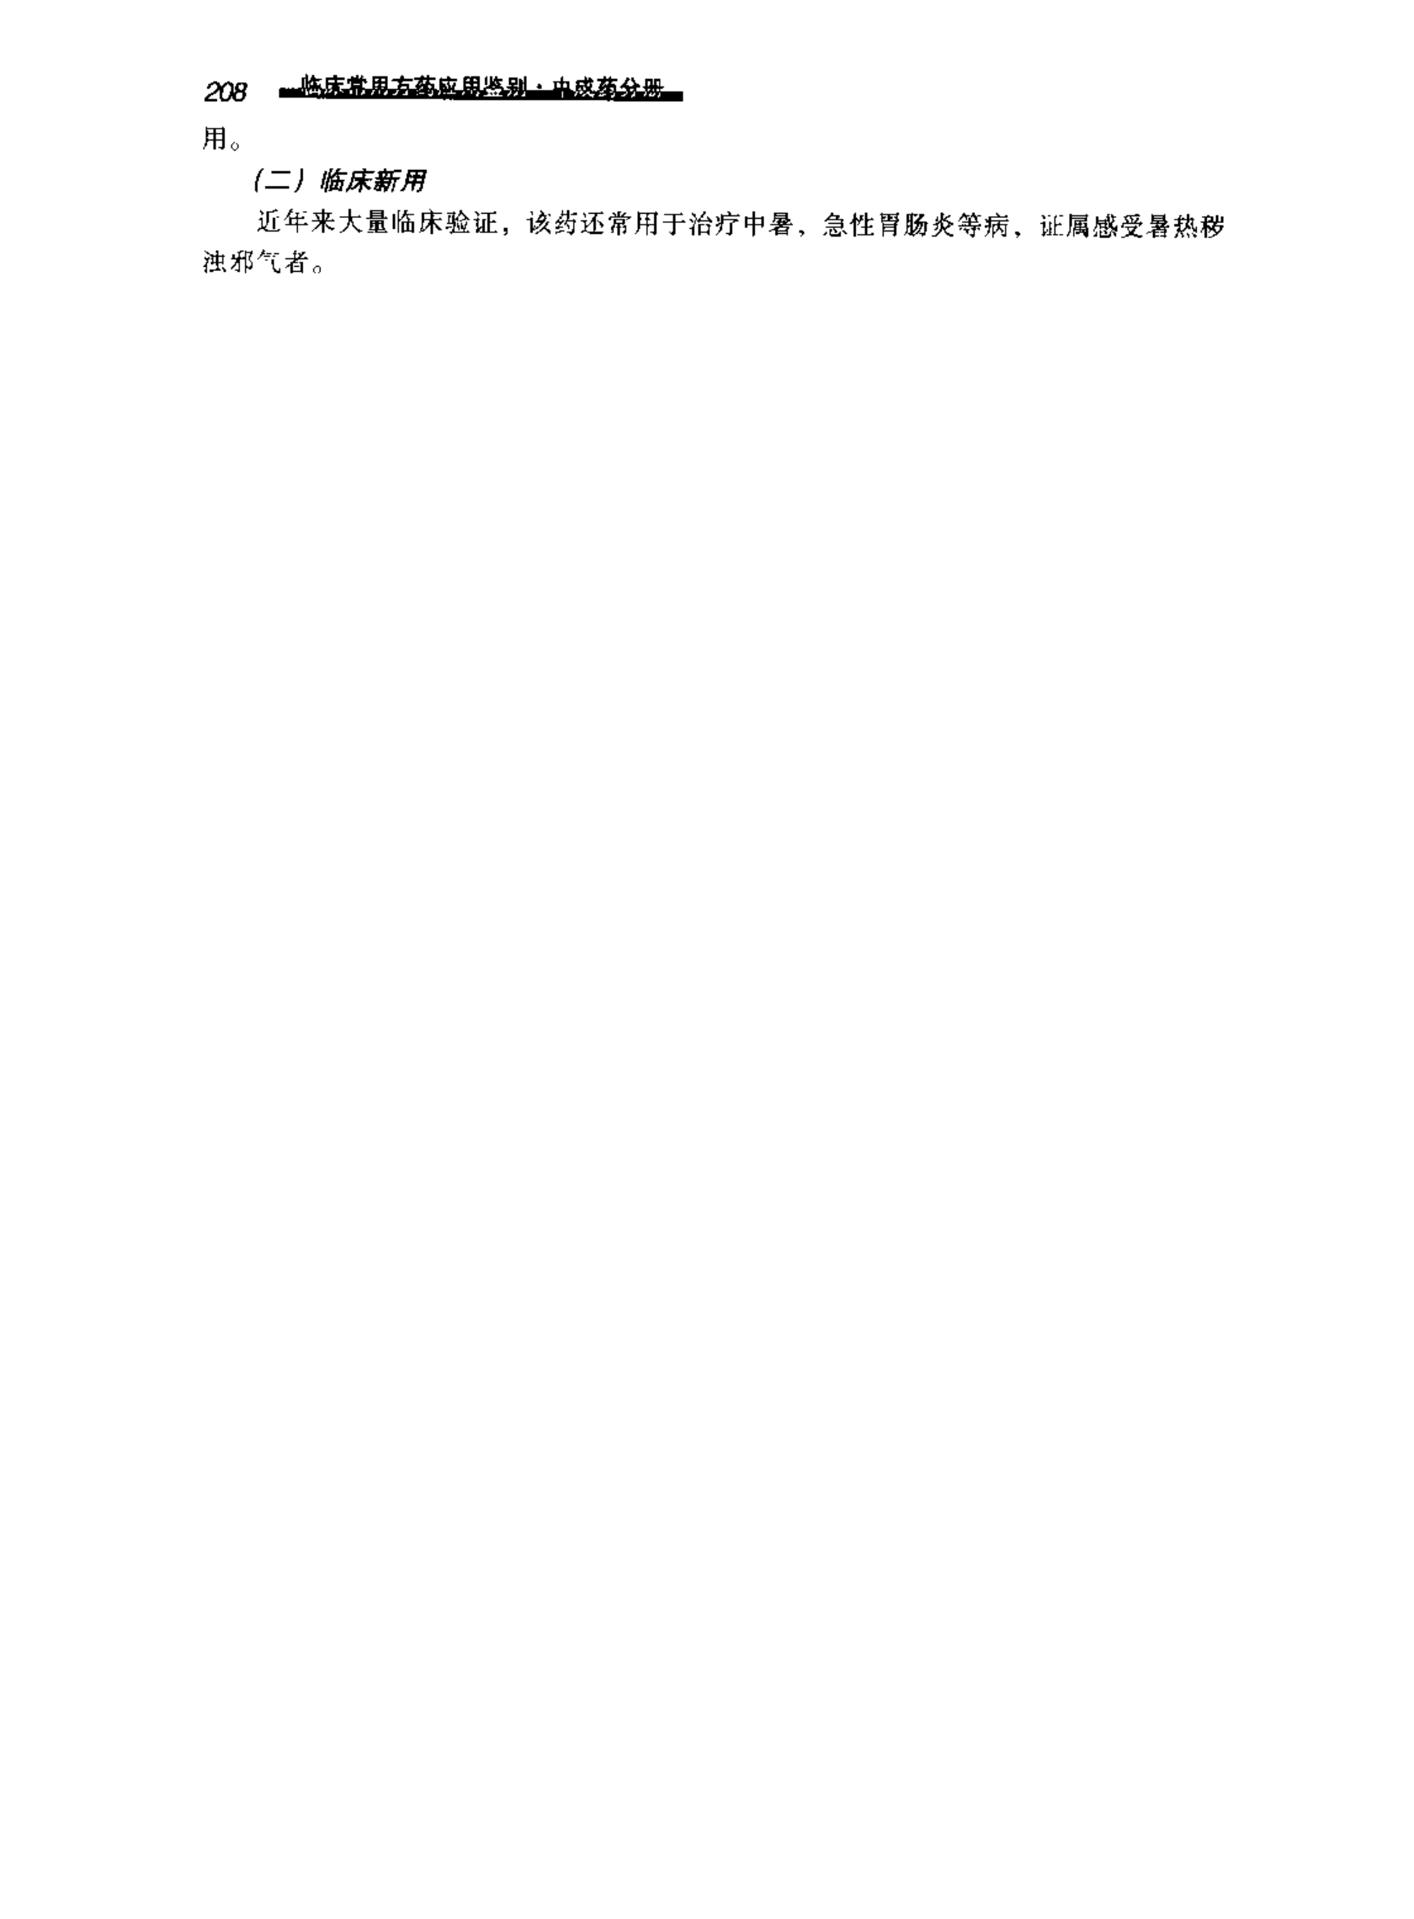 208 临床常用方药应用鉴别·中成药分册
用。
（二）临床新用
近年来大量临床验证，该药还常用于治疗中暑、急性胃肠炎等病，证属感受暑热秽
浊邪气者。